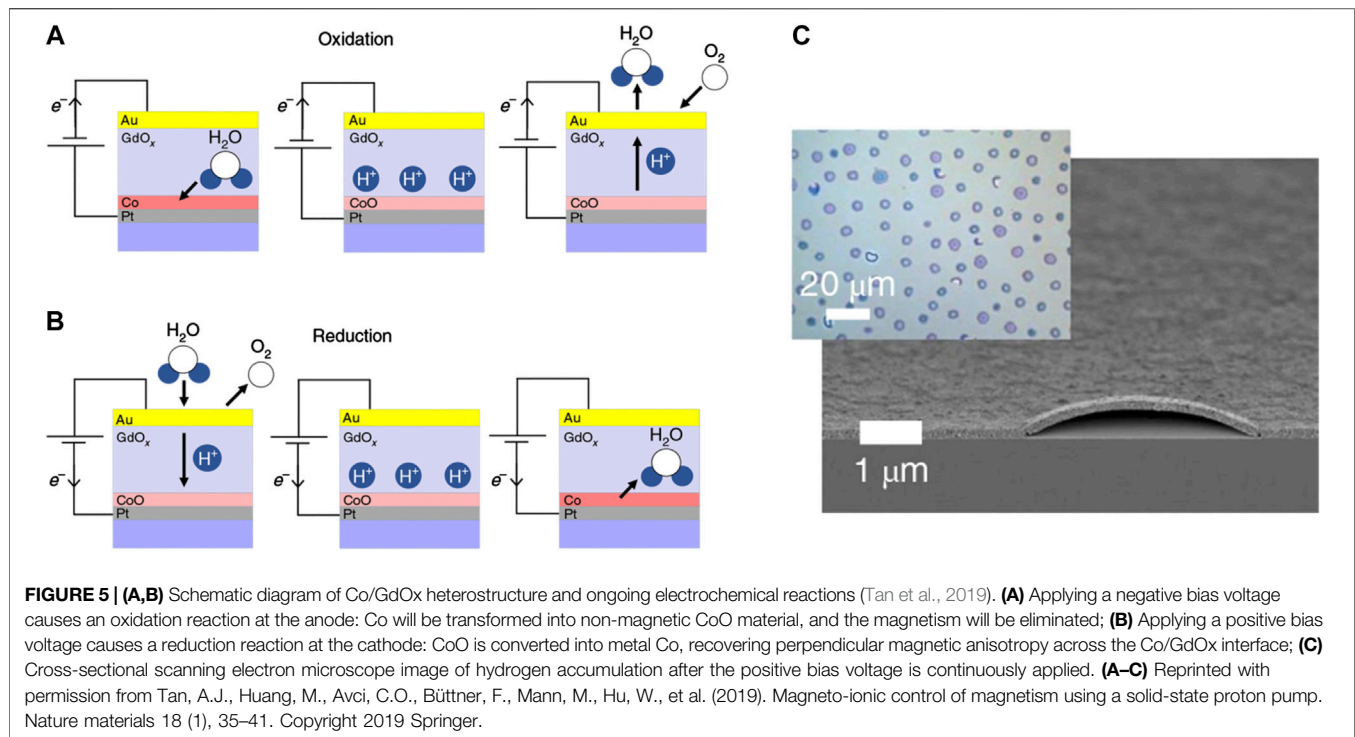 A
Oxidation
H2O
O2
e−
Au
GdOx
H2O
Co
Pt
e−
Au
GdOx
H+ H+ H+
CoO
Pt
e−
Au
GdOx
H+
CoO
Pt
B
Reduction
H2O
O2
e−
Au
GdOx
H+
CoO
Pt
e−
Au
GdOx
H+ H+ H+
CoO
Pt
e−
Au
GdOx
H2O
Co
Pt
C
20 μm
1 μm
FIGURE 5 | (A,B) Schematic diagram of Co/GdOx heterostructure and ongoing electrochemical reactions (Tan et al., 2019). (A) Applying a negative bias voltage
causes an oxidation reaction at the anode: Co will be transformed into non-magnetic CoO material, and the magnetism will be eliminated; (B) Applying a positive bias
voltage causes a reduction reaction at the cathode: CoO is converted into metal Co, recovering perpendicular magnetic anisotropy across the Co/GdOx interface; (C)
Cross-sectional scanning electron microscope image of hydrogen accumulation after the positive bias voltage is continuously applied. (A–C) Reprinted with
permission from Tan, A.J., Huang, M., Avci, C.O., Büttner, F., Mann, M., Hu, W., et al. (2019). Magneto-ionic control of magnetism using a solid-state proton pump.
Nature materials 18 (1), 35–41. Copyright 2019 Springer.